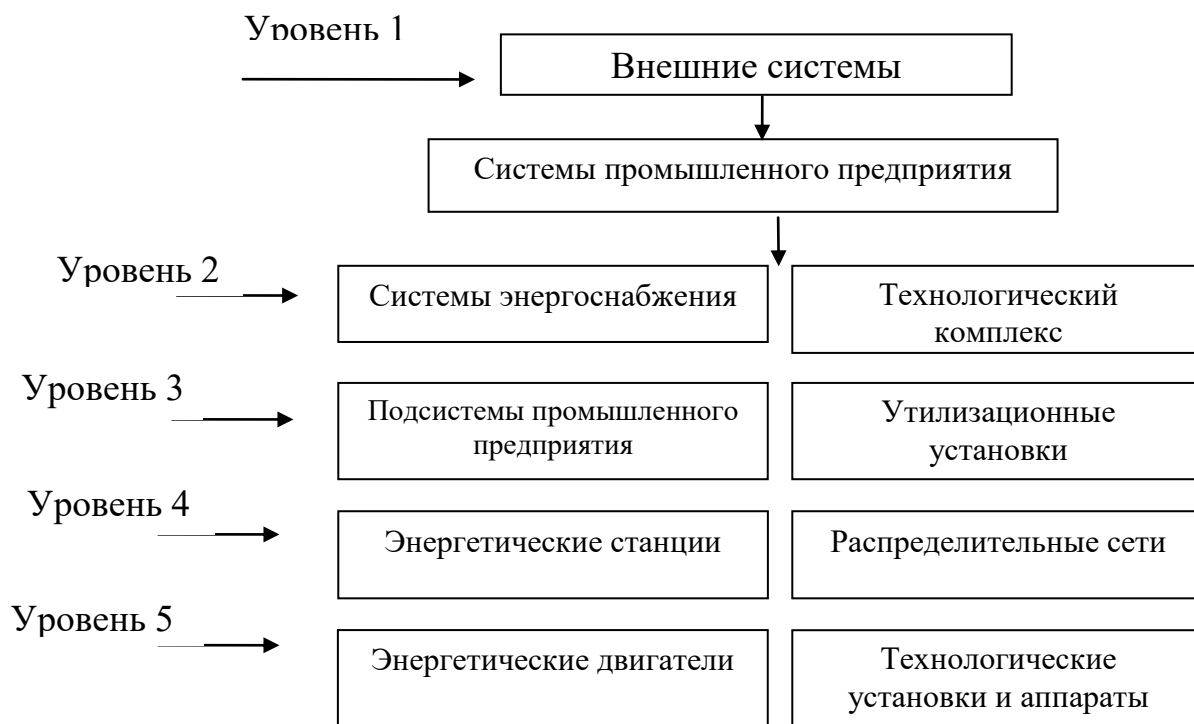 Уровень 1
Внешние системы
Системы промышленного предприятия
Уровень 2
Системы энергоснабжения
Технологический
комплекс
Уровень 3
Подсистемы промышленного
предприятия
Утилизационные
установки
Уровень 4
Энергетические станции
Распределительные сети
Уровень 5
Энергетические двигатели
Технологические
установки и аппараты